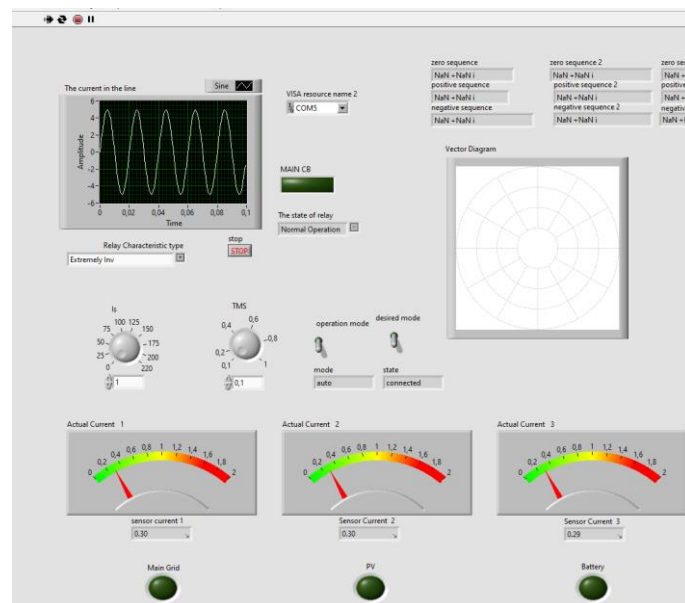 zero sequence
zero sequence 2
zero se
NaN +NaN i
NaN +NaN i
NaN +
positive sequence
positive sequence 2
positive
NaN +NaN i
NaN +NaN i
NaN +
negative sequence
negative sequence 2
negativ
NaN +NaN i
NaN +NaN i
NaN +
The current in the line
Sine
VISA resource name 2
COM5
Amplitude
6
4
2
0
-2
-4
-6
0 0,02 0,04 0,06 0,08 0,1
Time
MAIN CB
The state of relay
Normal Operation
Vector Diagram
Relay Characteristic type
Extremely Inv
stop
STOP
Is
0 25 50 75 100 125 150 175 200 220
1
TMS
0,1 0,2 0,4 0,6 0,8 1
0,1
operation mode
desired mode
mode
auto
state
connected
Actual Current 1
0 0,2 0,4 0,6 0,8 1 1,2 1,4 1,6 1,8 2
sensor current 1
0.30
Actual Current 2
0 0,2 0,4 0,6 0,8 1 1,2 1,4 1,6 1,8 2
Sensor Current 2
0.30
Actual Current 3
0 0,2 0,4 0,6 0,8 1 1,2 1,4 1,6 1,8 2
Sensor Current 3
0.29
Main Grid
PV
Battery